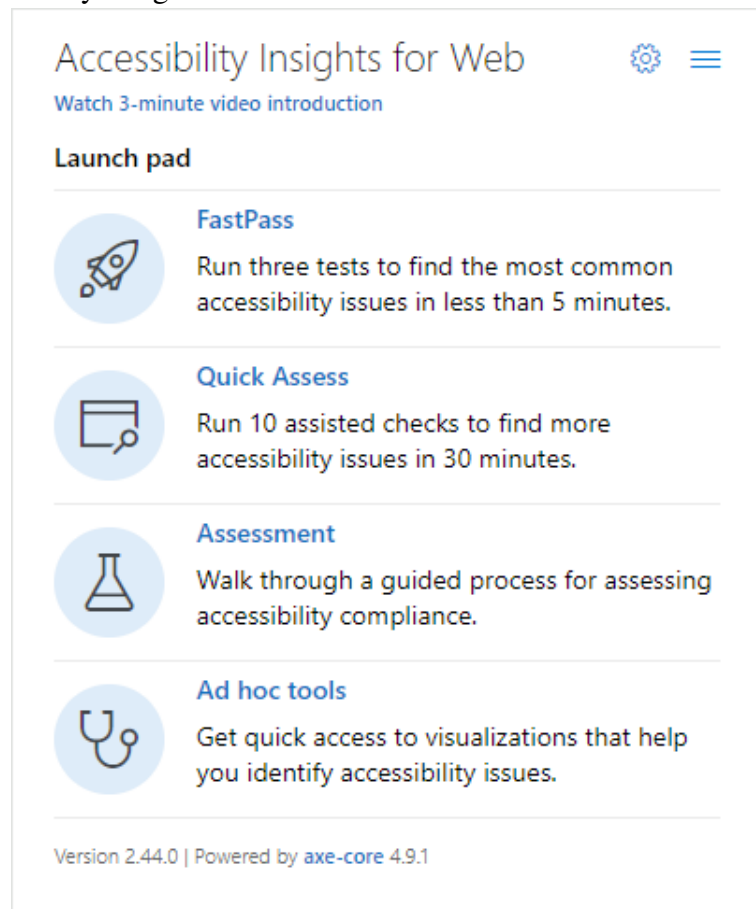 Accessibility Insights for Web
Watch 3-minute video introduction
Launch pad
FastPass
Run three tests to find the most common
accessibility issues in less than 5 minutes.
Quick Assess
Run 10 assisted checks to find more
accessibility issues in 30 minutes.
Assessment
Walk through a guided process for assessing
accessibility compliance.
Ad hoc tools
Get quick access to visualizations that help
you identify accessibility issues.
Version 2.44.0 | Powered by axe-core 4.9.1